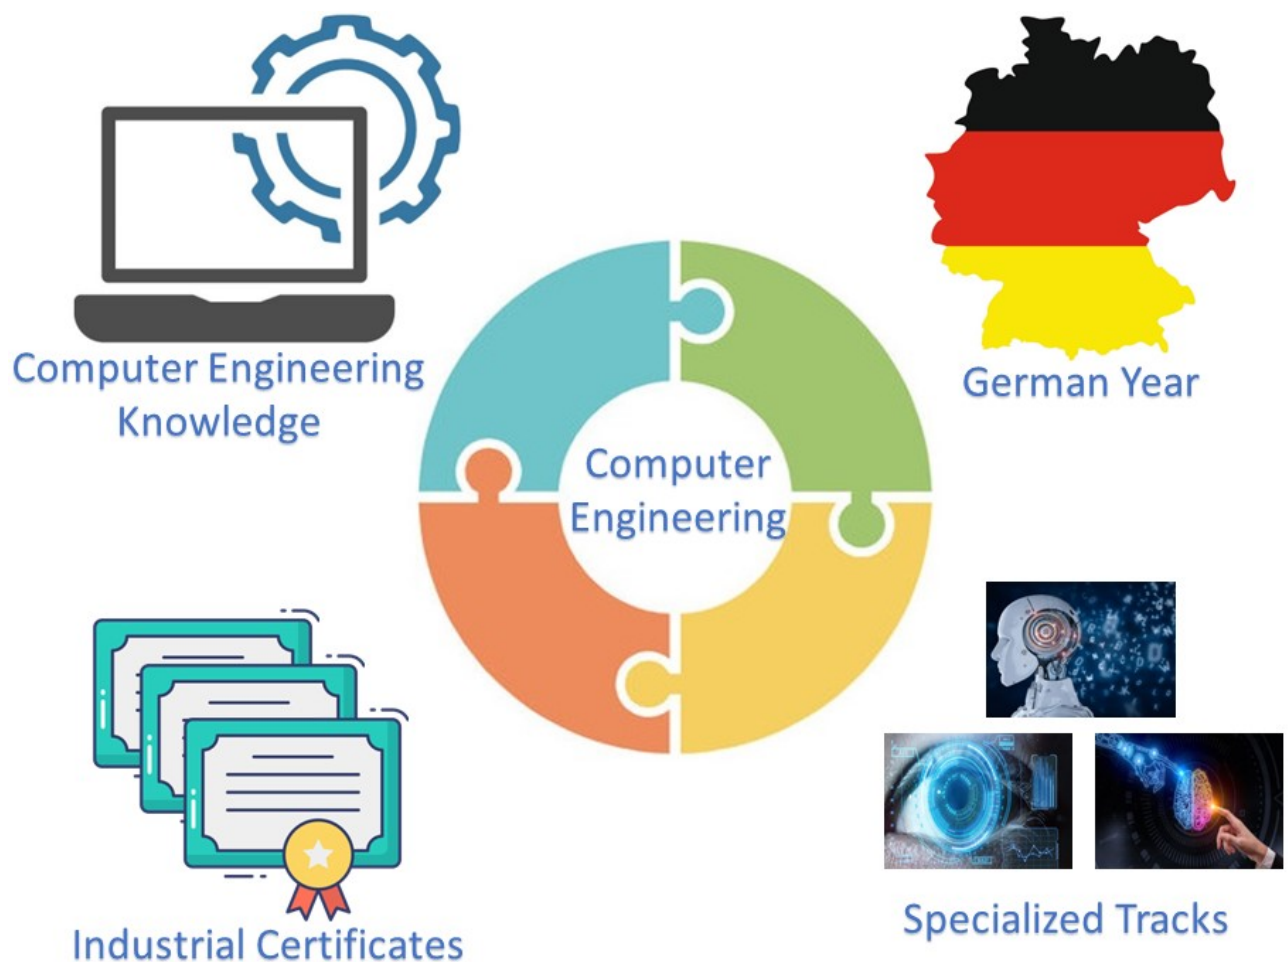 Computer Engineering
Knowledge
German Year
Computer
Engineering
Industrial Certificates
Specialized Tracks